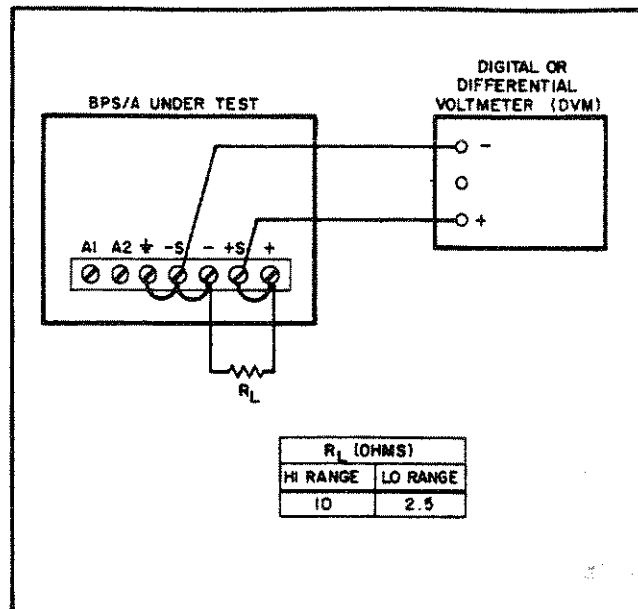 DIGITAL OR
DIFFERENTIAL
VOLTMETER (DVM)
BPS/A UNDER TEST
-
+
A1 A2 ⏚ -S - +S +
RL
RL (OHMS)
HI RANGE LO RANGE
10 2.5